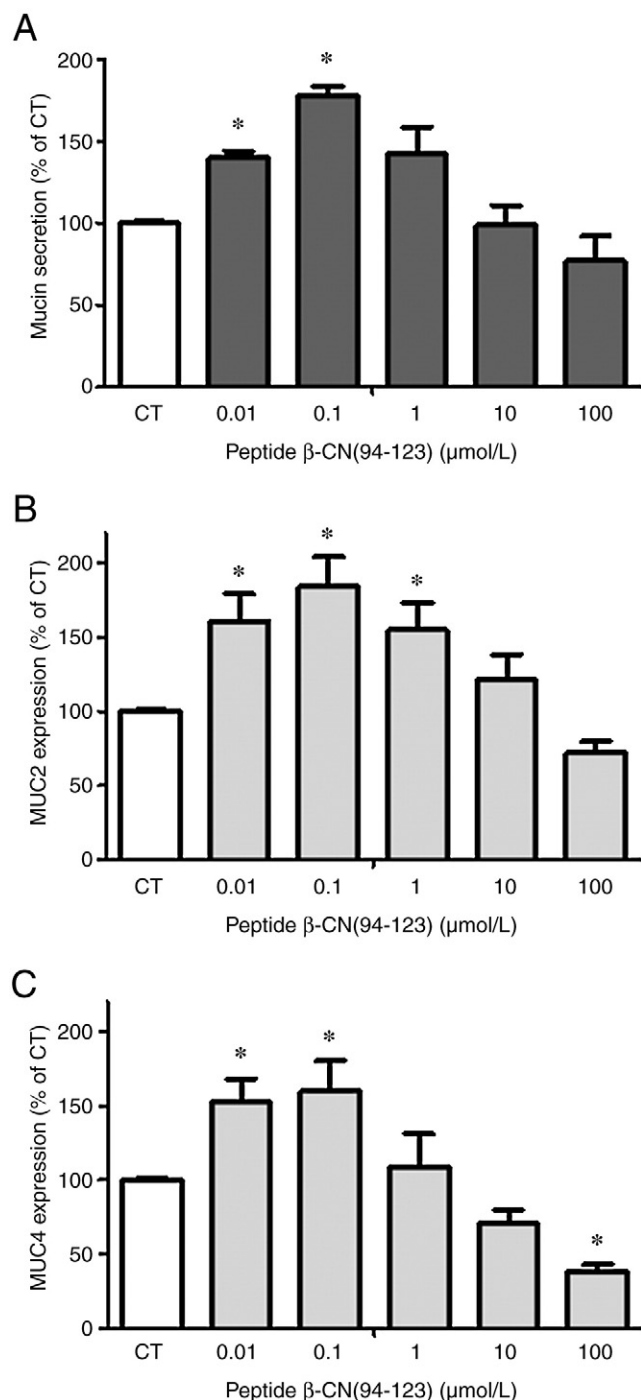 A
Mucin secretion (% of CT)
200
*
*
150
100
50
0
CT 0.01 0.1 1 10 100
Peptide β-CN(94-123) (μmol/L)
B
MUC2 expression (% of CT)
200
*
*
*
150
100
50
0
CT 0.01 0.1 1 10 100
Peptide β-CN(94-123) (μmol/L)
C
MUC4 expression (% of CT)
200
*
*
150
100
50
*
0
CT 0.01 0.1 1 10 100
Peptide β-CN(94-123) (μmol/L)